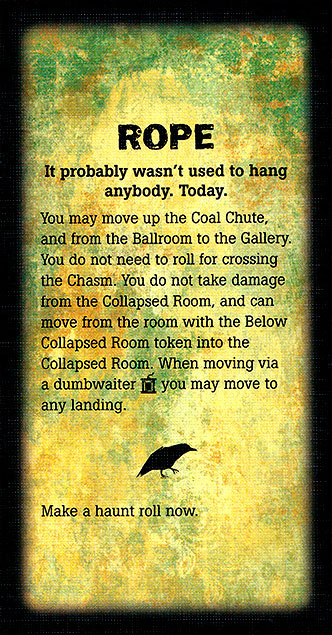 ROPE
It probably wasn't used to hang
anybody. Today.
You may move up the Coal Chute,
and from the Ballroom to the Gallery.
You do not need to roll for crossing
the Chasm. You do not take damage
from the Collapsed Room, and can
move from the room with the Below
Collapsed Room token into the
Collapsed Room. When moving via
a dumbwaiter you may move to
any landing.
Make a haunt roll now.